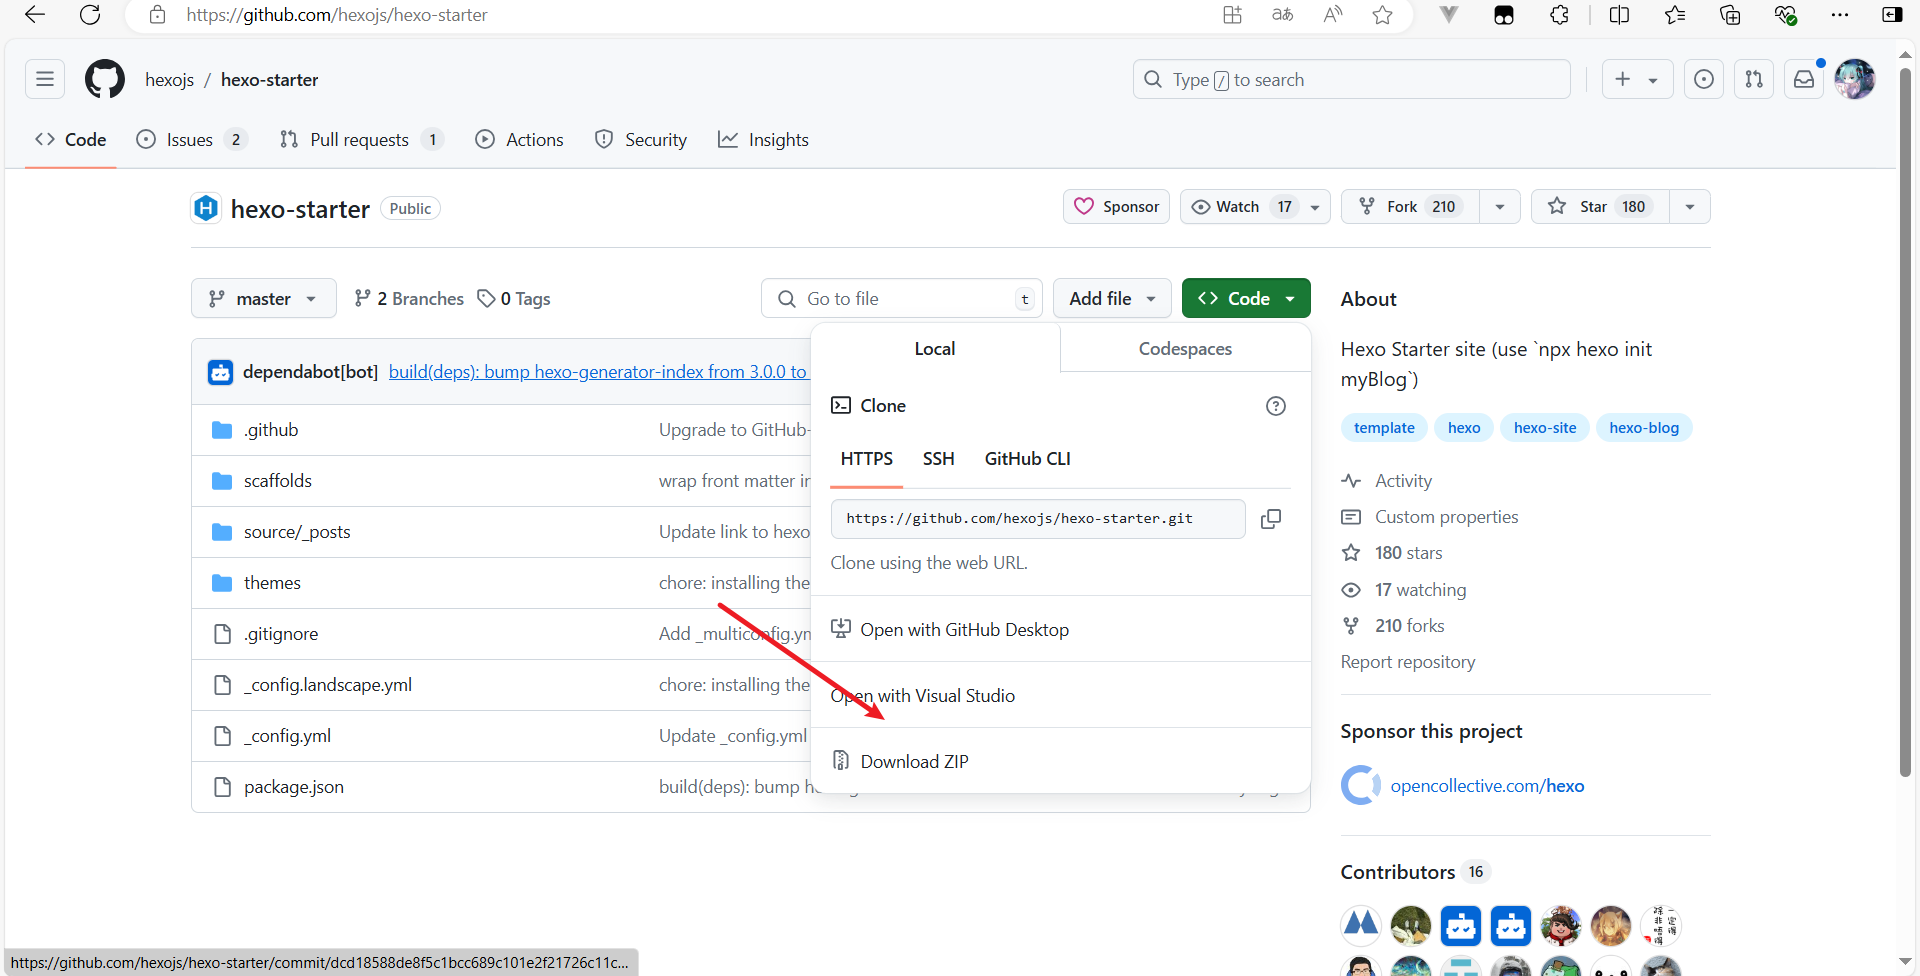 https://github.com/hexojs/hexo-starter
hexojs / hexo-starter
Type / to search
Code
Issues 2
Pull requests 1
Actions
Security
Insights
hexo-starter Public
Sponsor
Watch 17
Fork 210
Star 180
master
2 Branches
0 Tags
Go to file t
Add file
Code
dependabot[bot] build(deps): bump hexo-generator-index from 3.0.0 to
.github Upgrade to GitHub-
scaffolds wrap front matter in
source/_posts Update link to hexo
themes chore: installing the
.gitignore Add _multiconfig.ym
_config.landscape.yml chore: installing the
_config.yml Update _config.yml
package.json build(deps): bump
Local
Codespaces
Clone
HTTPS SSH GitHub CLI
https://github.com/hexojs/hexo-starter.git
Clone using the web URL.
Open with GitHub Desktop
Open with Visual Studio
Download ZIP
About
Hexo Starter site (use `npx hexo init
myBlog`)
template hexo hexo-site hexo-blog
Activity
Custom properties
180 stars
17 watching
210 forks
Report repository
Sponsor this project
opencollective.com/hexo
Contributors 16
https://github.com/hexojs/hexo-starter/commit/dcd18588de8f5c1bcc689c101e2f21726c11c...